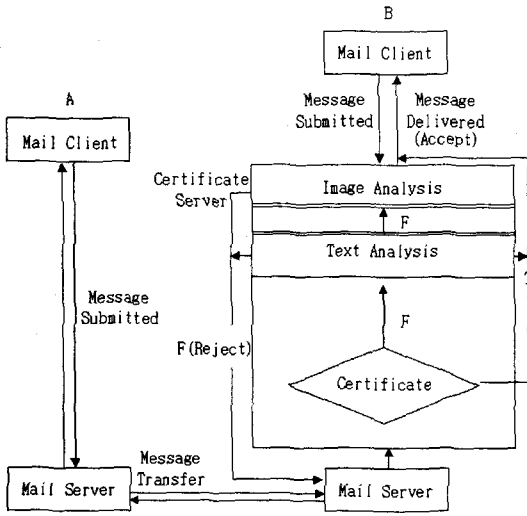 B
Mail Client
A
Mail Client
Message
Submitted
Message
Delivered
(Accept)
Certificate
Server
Image Analysis
F
Text Analysis
T
Message
Submitted
F(Reject)
F
Certificate
Message
Transfer
Mail Server
Mail Server